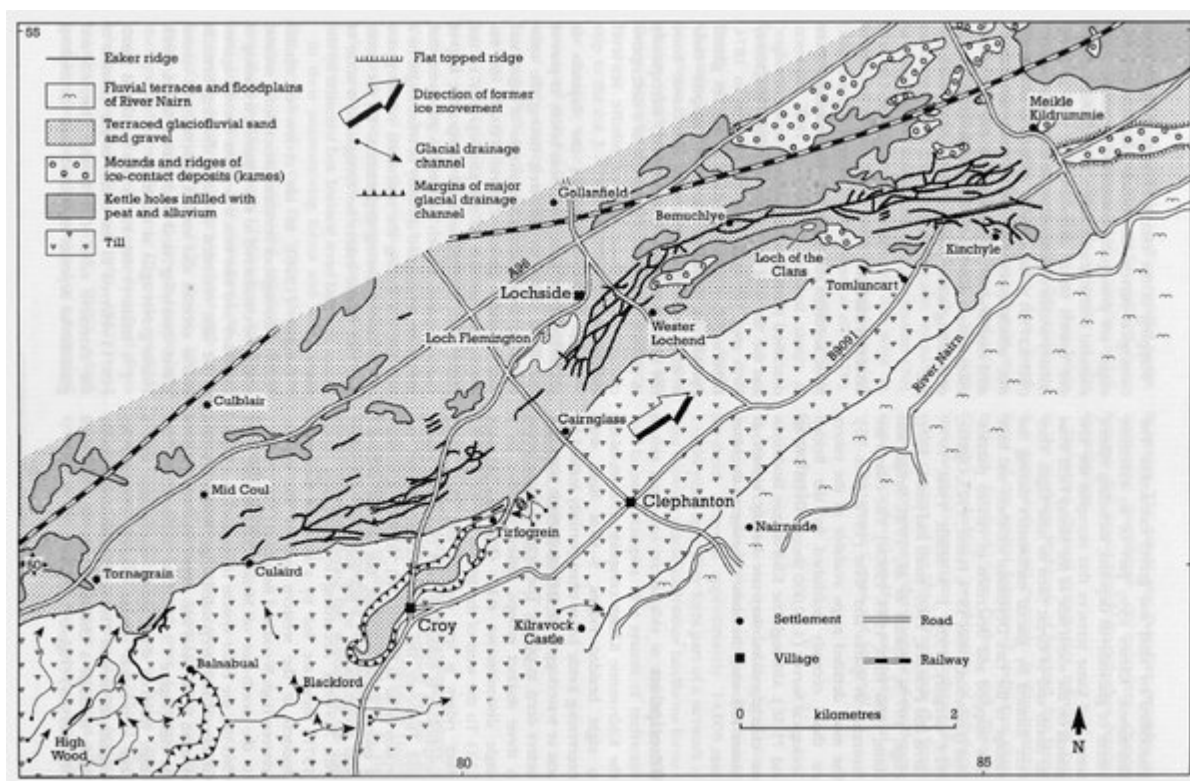 55
Esker ridge
Fluvial terraces and floodplains
of River Nairn
Terraced glaciofluvial sand
and gravel
Mounds and ridges of
ice-contact deposits (kames)
Kettle holes infilled with
peat and alluvium
Till
Flat topped ridge
Direction of former
ice movement
Glacial drainage
channel
Margins of major
glacial drainage
channel
Meikle
Kildrummie
Gollanfield
Bemuchlye
Kinchyle
Loch of the
Clans
A96
Lochside
Tomluncart
Wester
Lochend
Loch Flemington
B9091
River Nairn
Culblair
Cairnglass
Mid Coul
Clephanton
Nairnside
Tirfogrein
50
Tornagrain
Culaird
Croy
Kilravock
Castle
Settlement
Road
Village
Railway
Balnabual
Blackford
High
Wood
0
kilometres
2
N
80
85